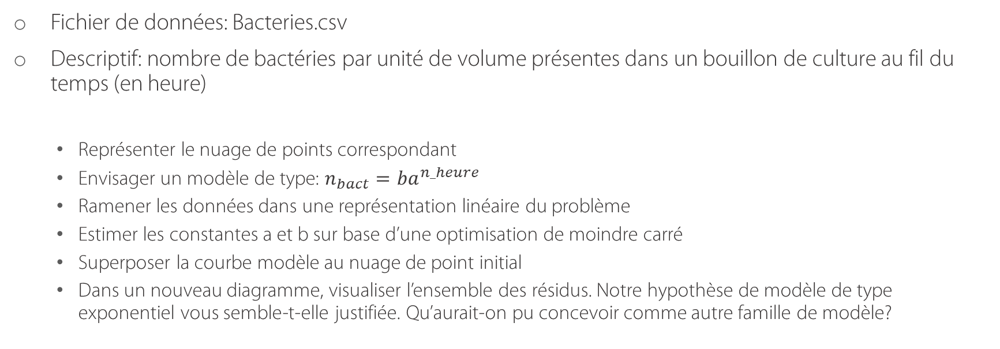 ○ Fichier de données: Bacteries.csv
○ Descriptif: nombre de bactéries par unité de volume présentes dans un bouillon de culture au fil du
temps (en heure)
• Représenter le nuage de points correspondant
• Envisager un modèle de type: $n_{bact} = ba^{n\_heure}$
• Ramener les données dans une représentation linéaire du problème
• Estimer les constantes a et b sur base d’une optimisation de moindre carré
• Superposer la courbe modèle au nuage de point initial
• Dans un nouveau diagramme, visualiser l’ensemble des résidus. Notre hypothèse de modèle de type
exponentiel vous semble-t-elle justifiée. Qu’aurait-on pu concevoir comme autre famille de modèle?